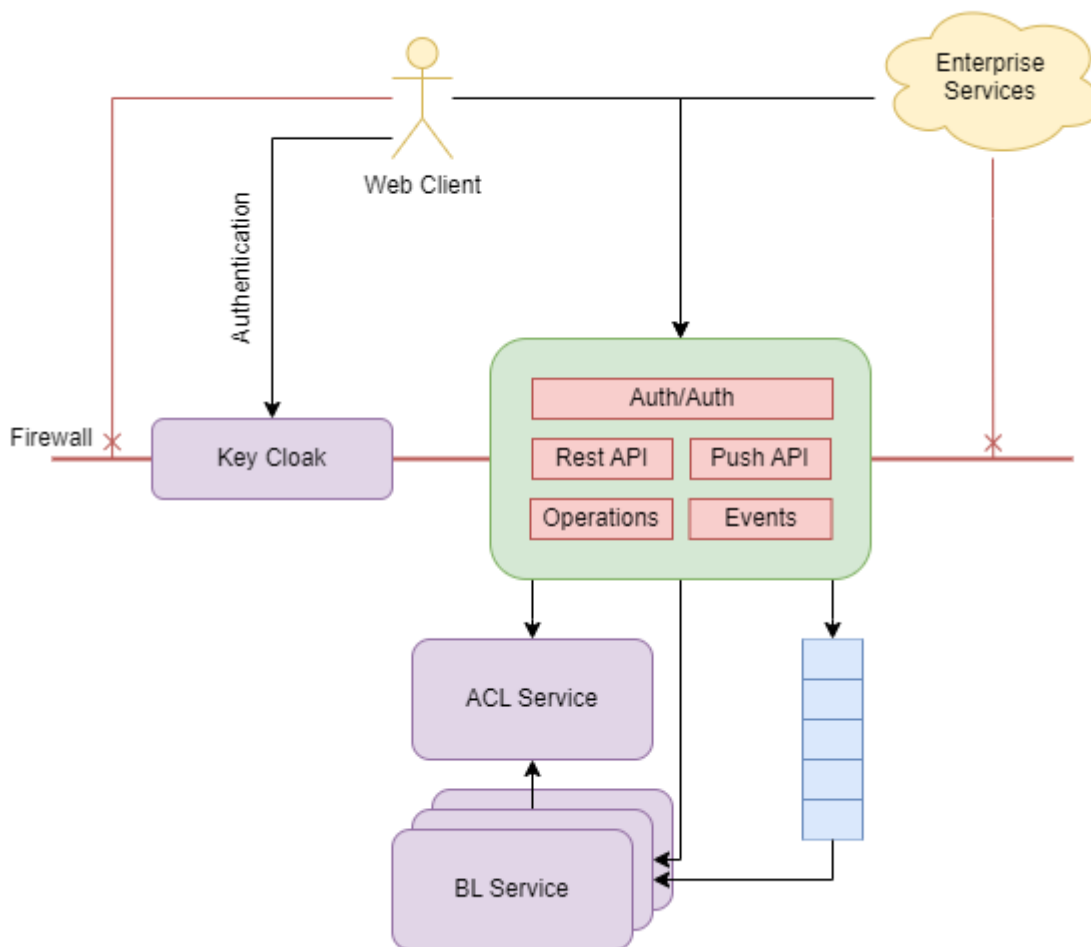 Enterprise
Services
Web Client
Authentication
Firewall
Key Cloak
Auth/Auth
Rest API
Push API
Operations
Events
ACL Service
BL Service